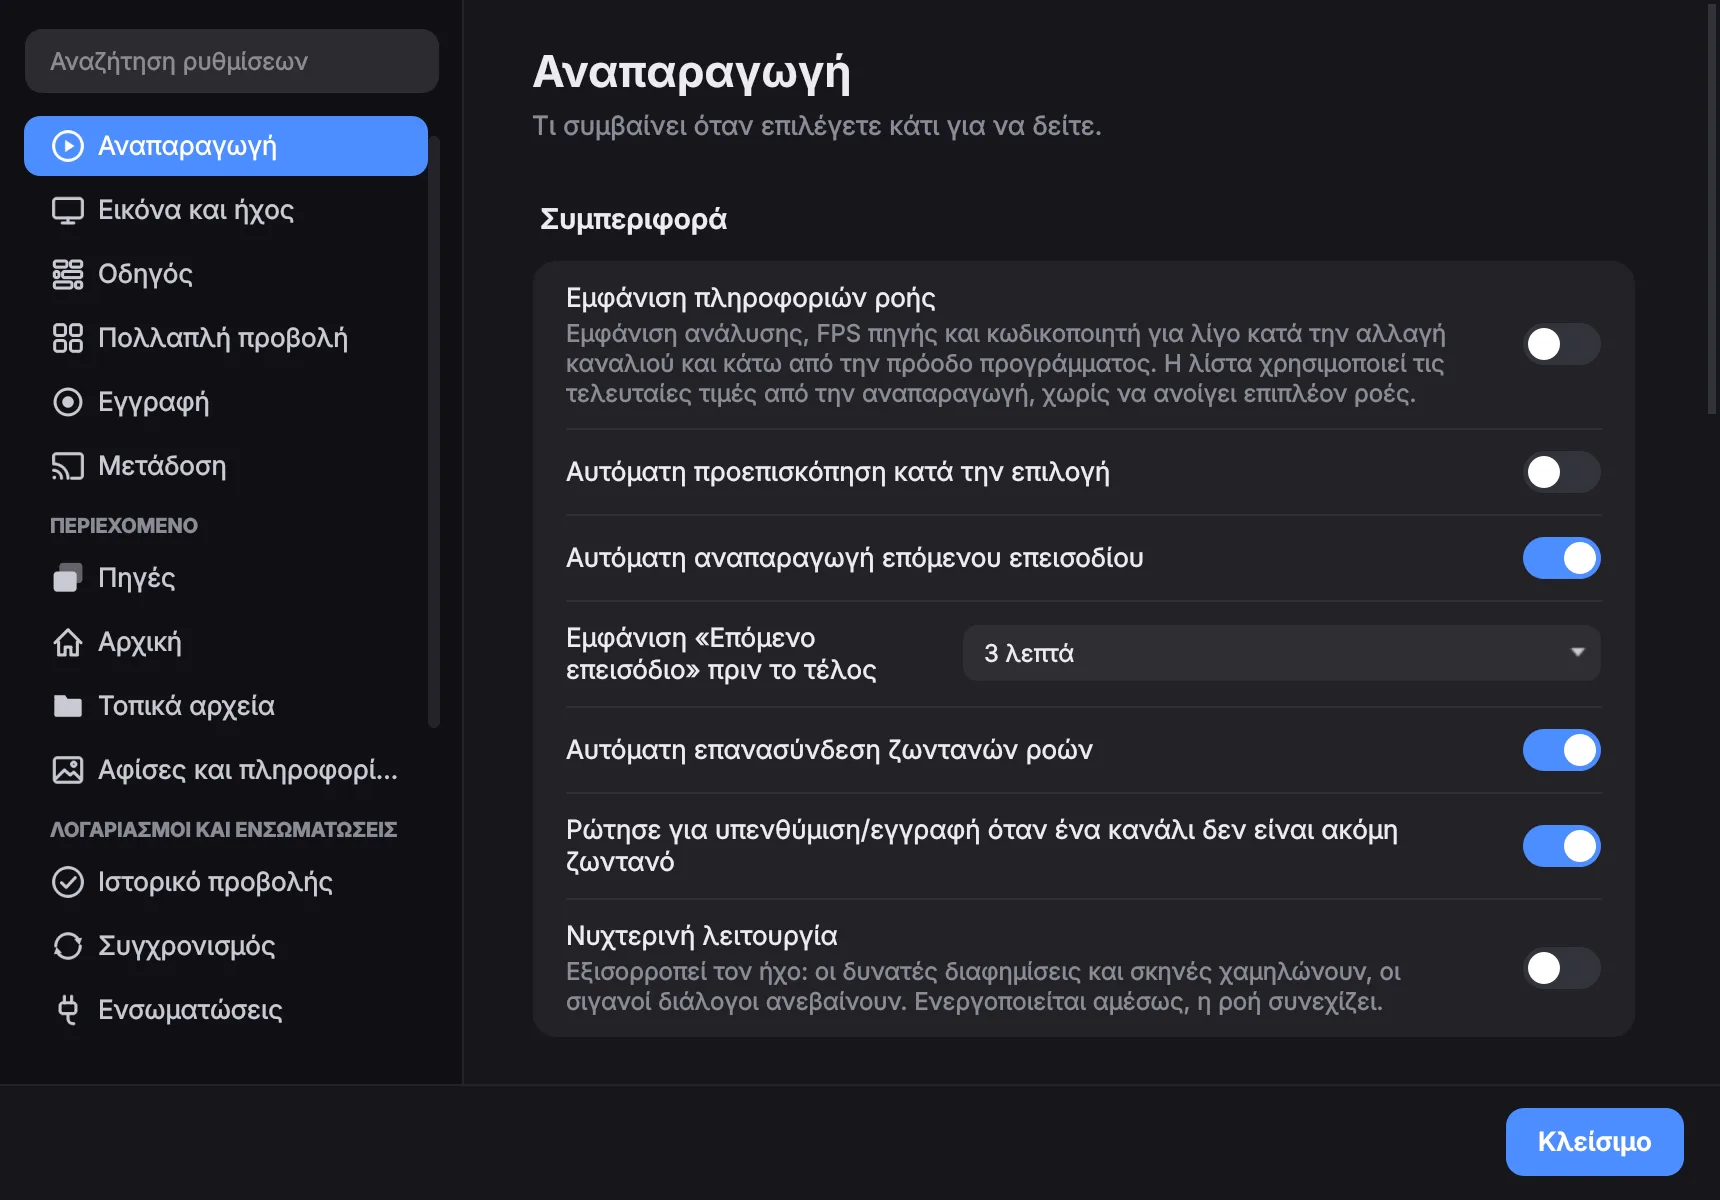 Αναζήτηση ρυθμίσεων
Αναπαραγωγή
Εικόνα και ήχος
Οδηγός
Πολλαπλή προβολή
Εγγραφή
Μετάδοση
ΠΕΡΙΕΧΟΜΕΝΟ
Πηγές
Αρχική
Τοπικά αρχεία
Αφίσες και πληροφορί...
ΛΟΓΑΡΙΑΣΜΟΙ ΚΑΙ ΕΝΣΩΜΑΤΩΣΕΙΣ
Ιστορικό προβολής
Συγχρονισμός
Ενσωματώσεις
Αναπαραγωγή
Τι συμβαίνει όταν επιλέγετε κάτι για να δείτε.
Συμπεριφορά
Εμφάνιση πληροφοριών ροής
Εμφάνιση ανάλυσης, FPS πηγής και κωδικοποιητή για λίγο κατά την αλλαγή
καναλιού και κάτω από την πρόοδο προγράμματος. Η λίστα χρησιμοποιεί τις
τελευταίες τιμές από την αναπαραγωγή, χωρίς να ανοίγει επιπλέον ροές.
Αυτόματη προεπισκόπηση κατά την επιλογή
Αυτόματη αναπαραγωγή επόμενου επεισοδίου
Εμφάνιση «Επόμενο
επεισόδιο» πριν το τέλος
3 λεπτά
Αυτόματη επανασύνδεση ζωντανών ροών
Ρώτησε για υπενθύμιση/εγγραφή όταν ένα κανάλι δεν είναι ακόμη
ζωντανό
Νυχτερινή λειτουργία
Εξισορροπεί τον ήχο: οι δυνατές διαφημίσεις και σκηνές χαμηλώνουν, οι
σιγανοί διάλογοι ανεβαίνουν. Ενεργοποιείται αμέσως, η ροή συνεχίζει.
Κλείσιμο